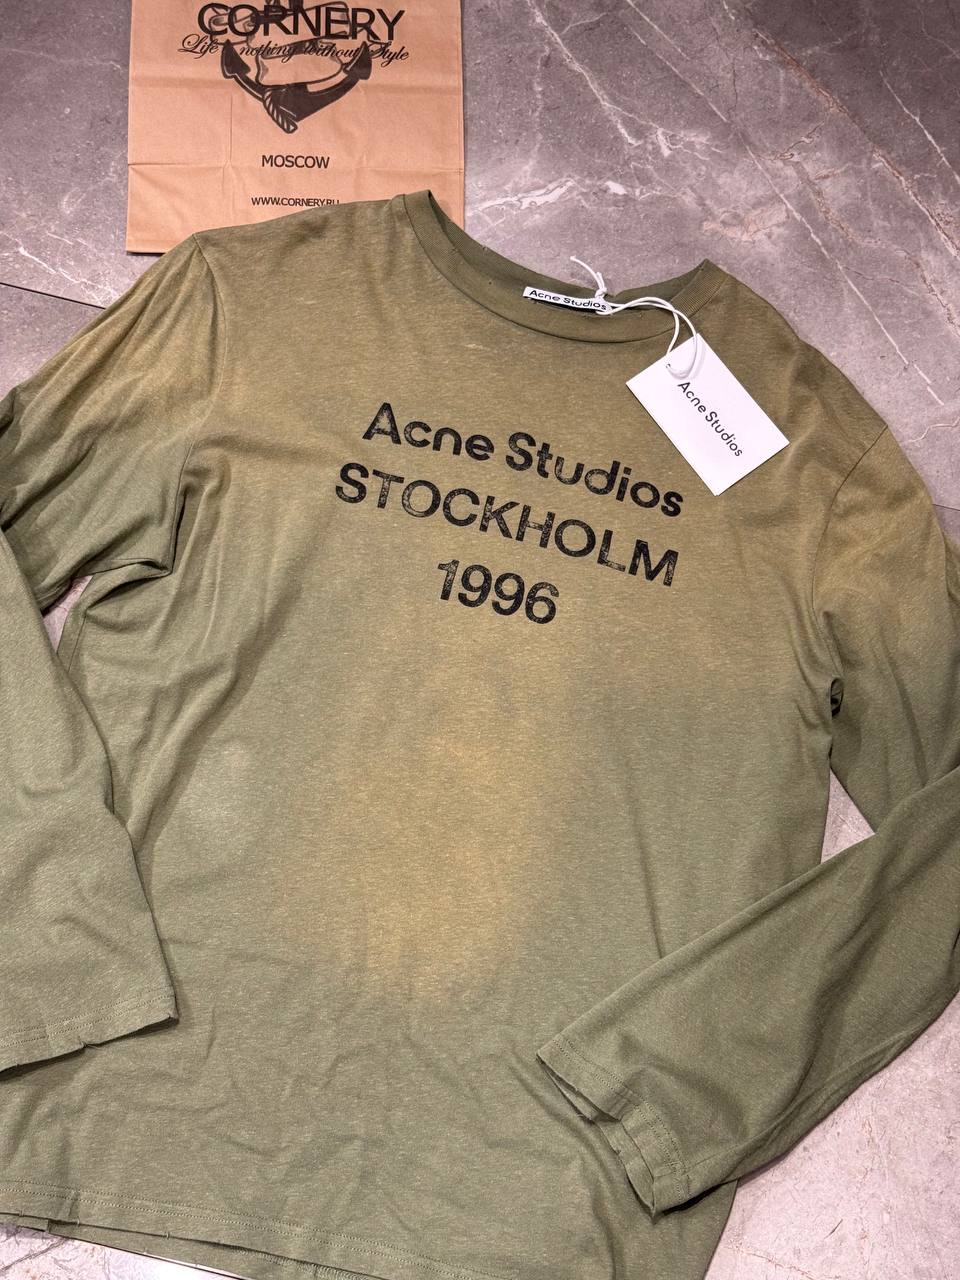 CORNERY
Life nothing without Style
MOSCOW
WWW.CORNERY.RU
Acne Studios
Acne Studios
Acne Studios
STOCKHOLM
1996